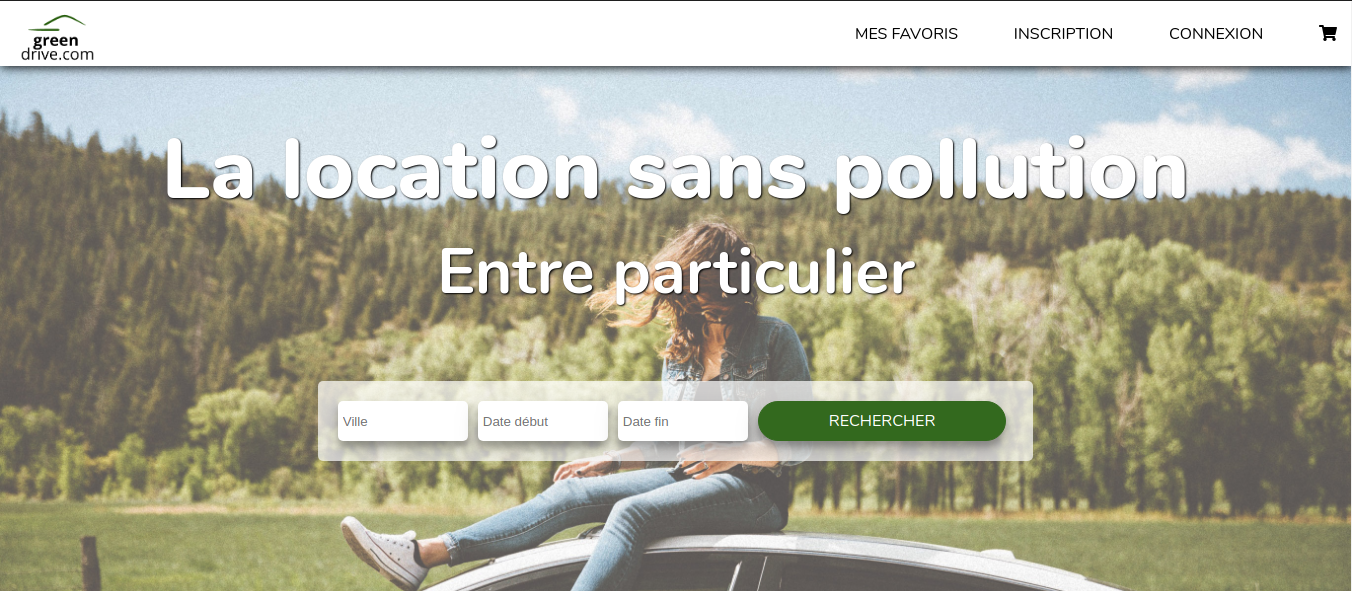 green
drive.com
MES FAVORIS INSCRIPTION CONNEXION
La location sans pollution
Entre particulier
Ville Date début Date fin RECHERCHER